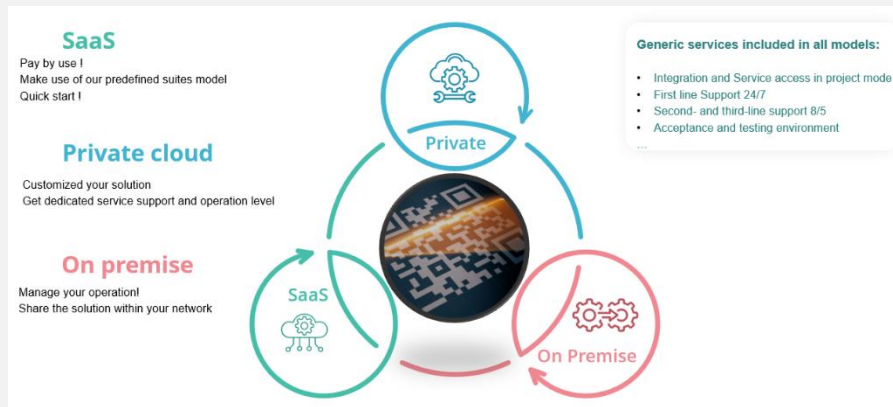 SaaS
Pay by use !
Make use of our predefined suites model
Quick start !
Private cloud
Customized your solution
Get dedicated service support and operation level
On premise
Manage your operation!
Share the solution within your network
Private
SaaS
On Premise
Generic services included in all models:
• Integration and Service access in project mode
• First line Support 24/7
• Second- and third-line support 8/5
• Acceptance and testing environment
...